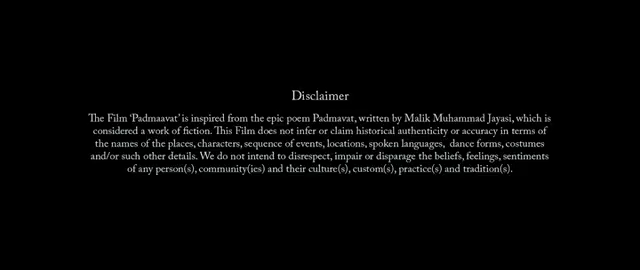 Disclaimer
The Film ‘Padmaavat’ is inspired from the epic poem Padmavat, written by Malik Muhammad Jayasi, which is
considered a work of fiction. This Film does not infer or claim historical authenticity or accuracy in terms of
the names of the places, characters, sequence of events, locations, spoken languages, dance forms, costumes
and/or such other details. We do not intend to disrespect, impair or disparage the beliefs, feelings, sentiments
of any person(s), community(ies) and their culture(s), custom(s), practice(s) and tradition(s).